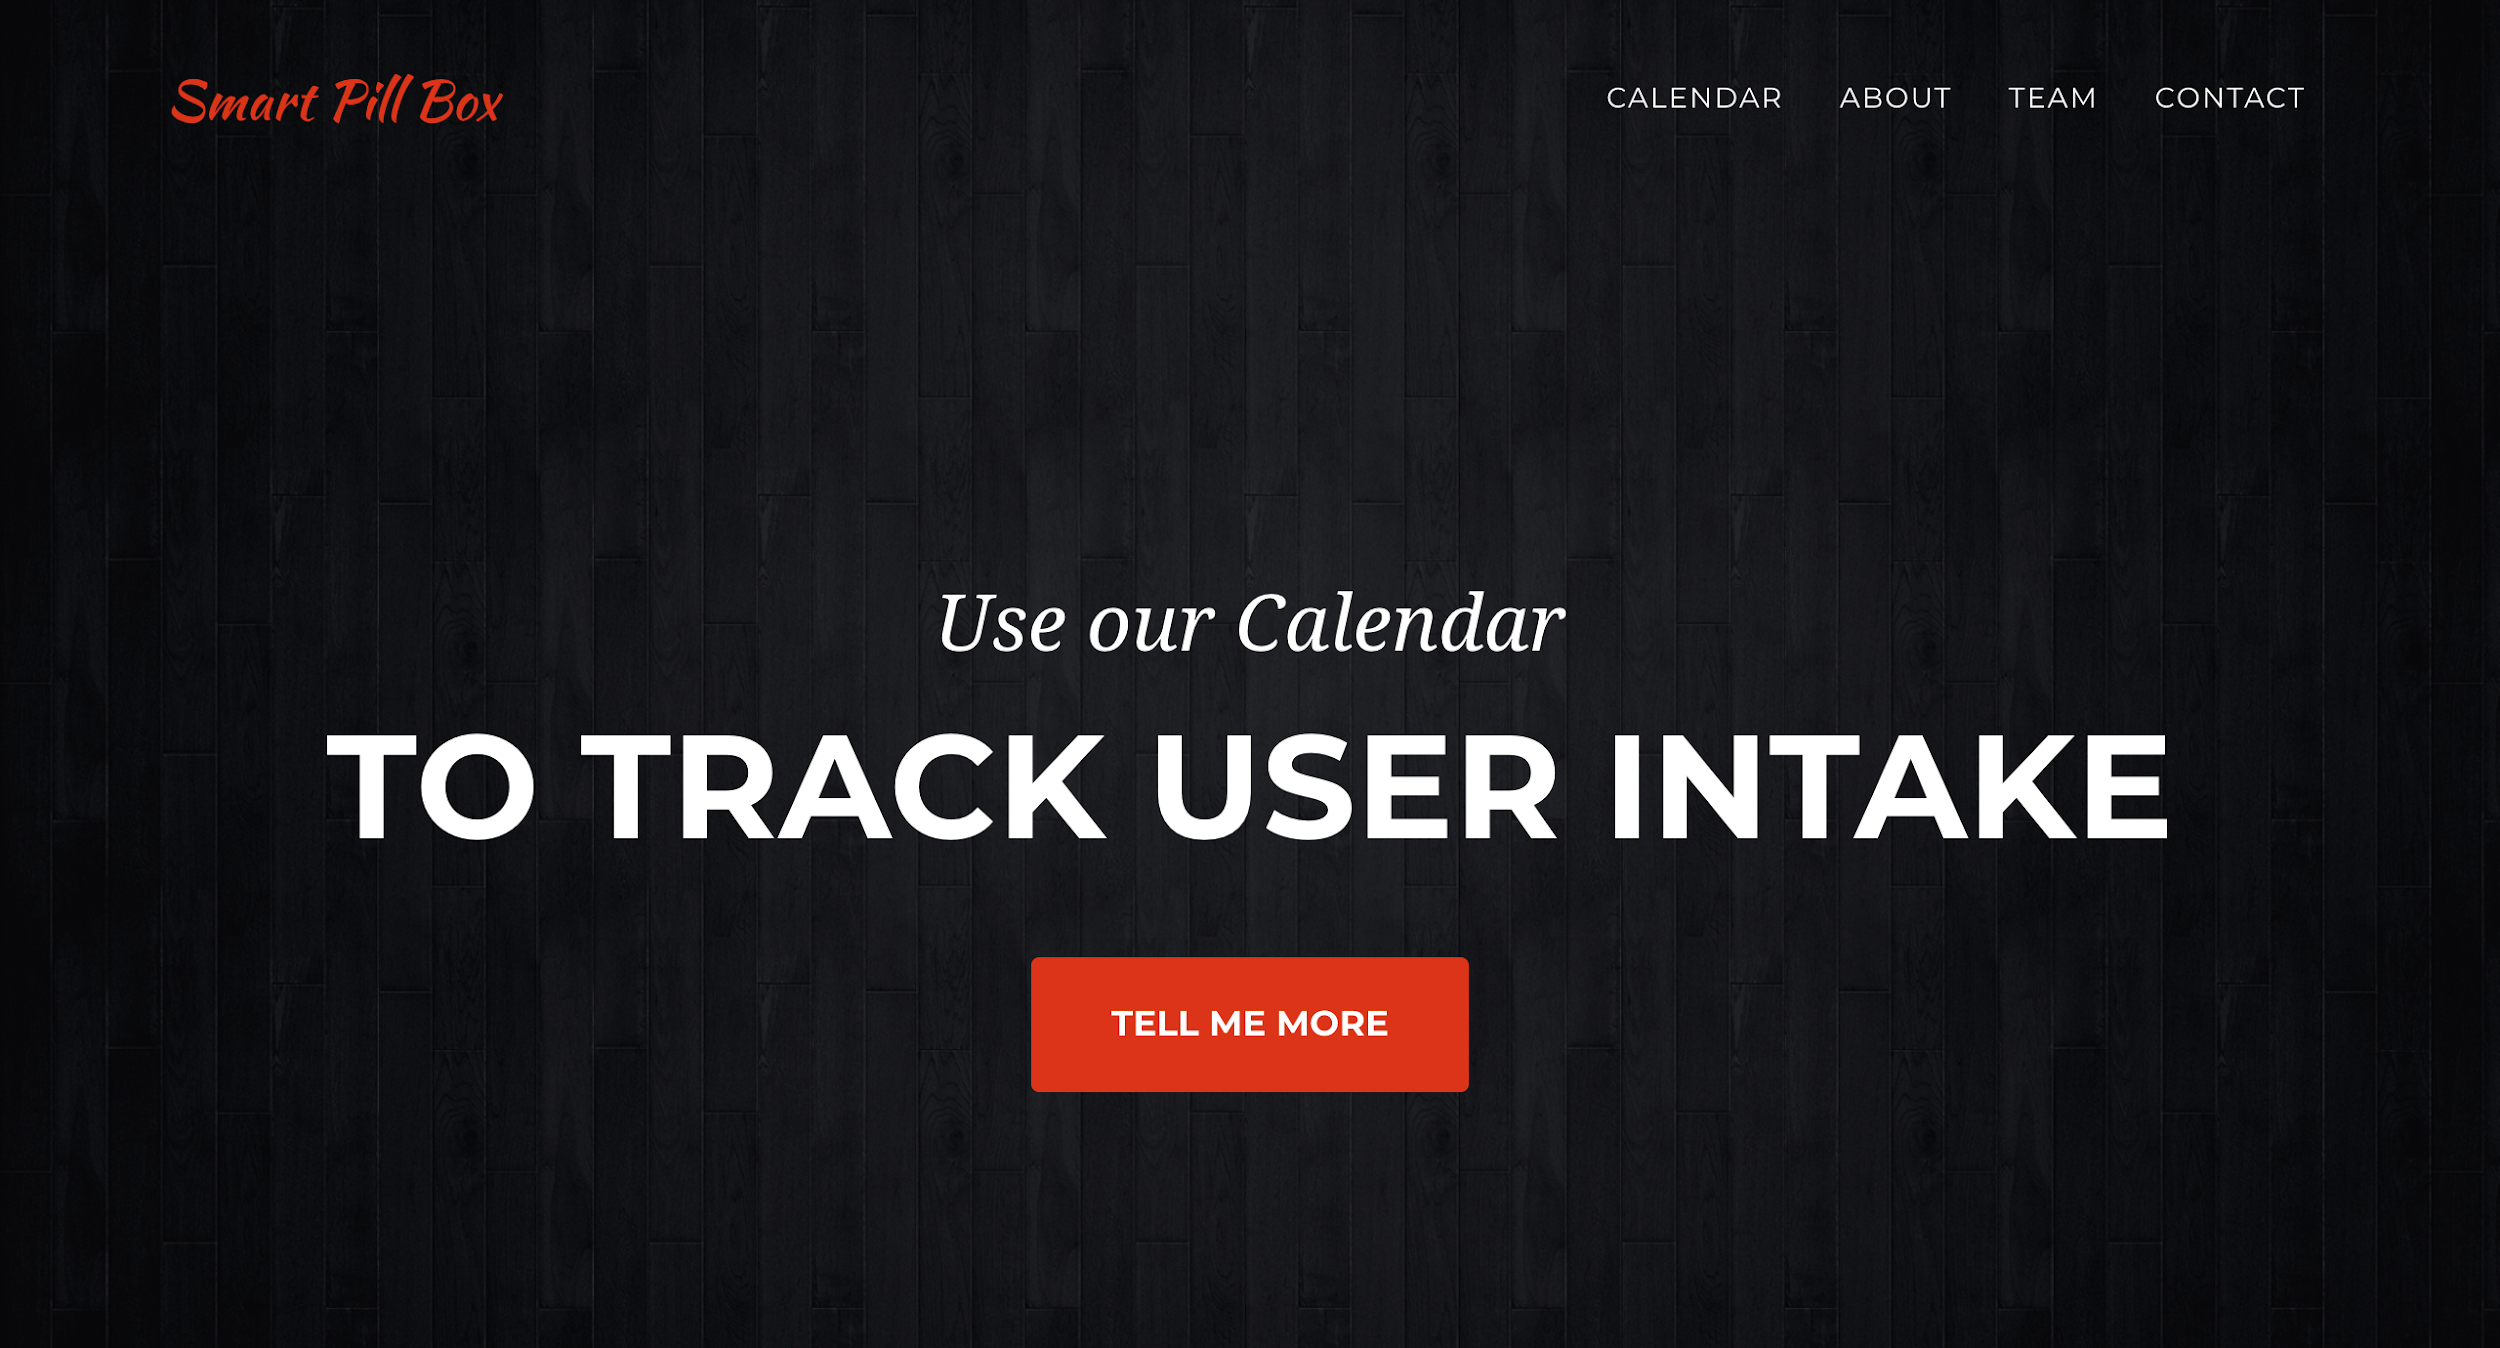 Smart Pill Box
CALENDAR ABOUT TEAM CONTACT
Use our Calendar
TO TRACK USER INTAKE
TELL ME MORE